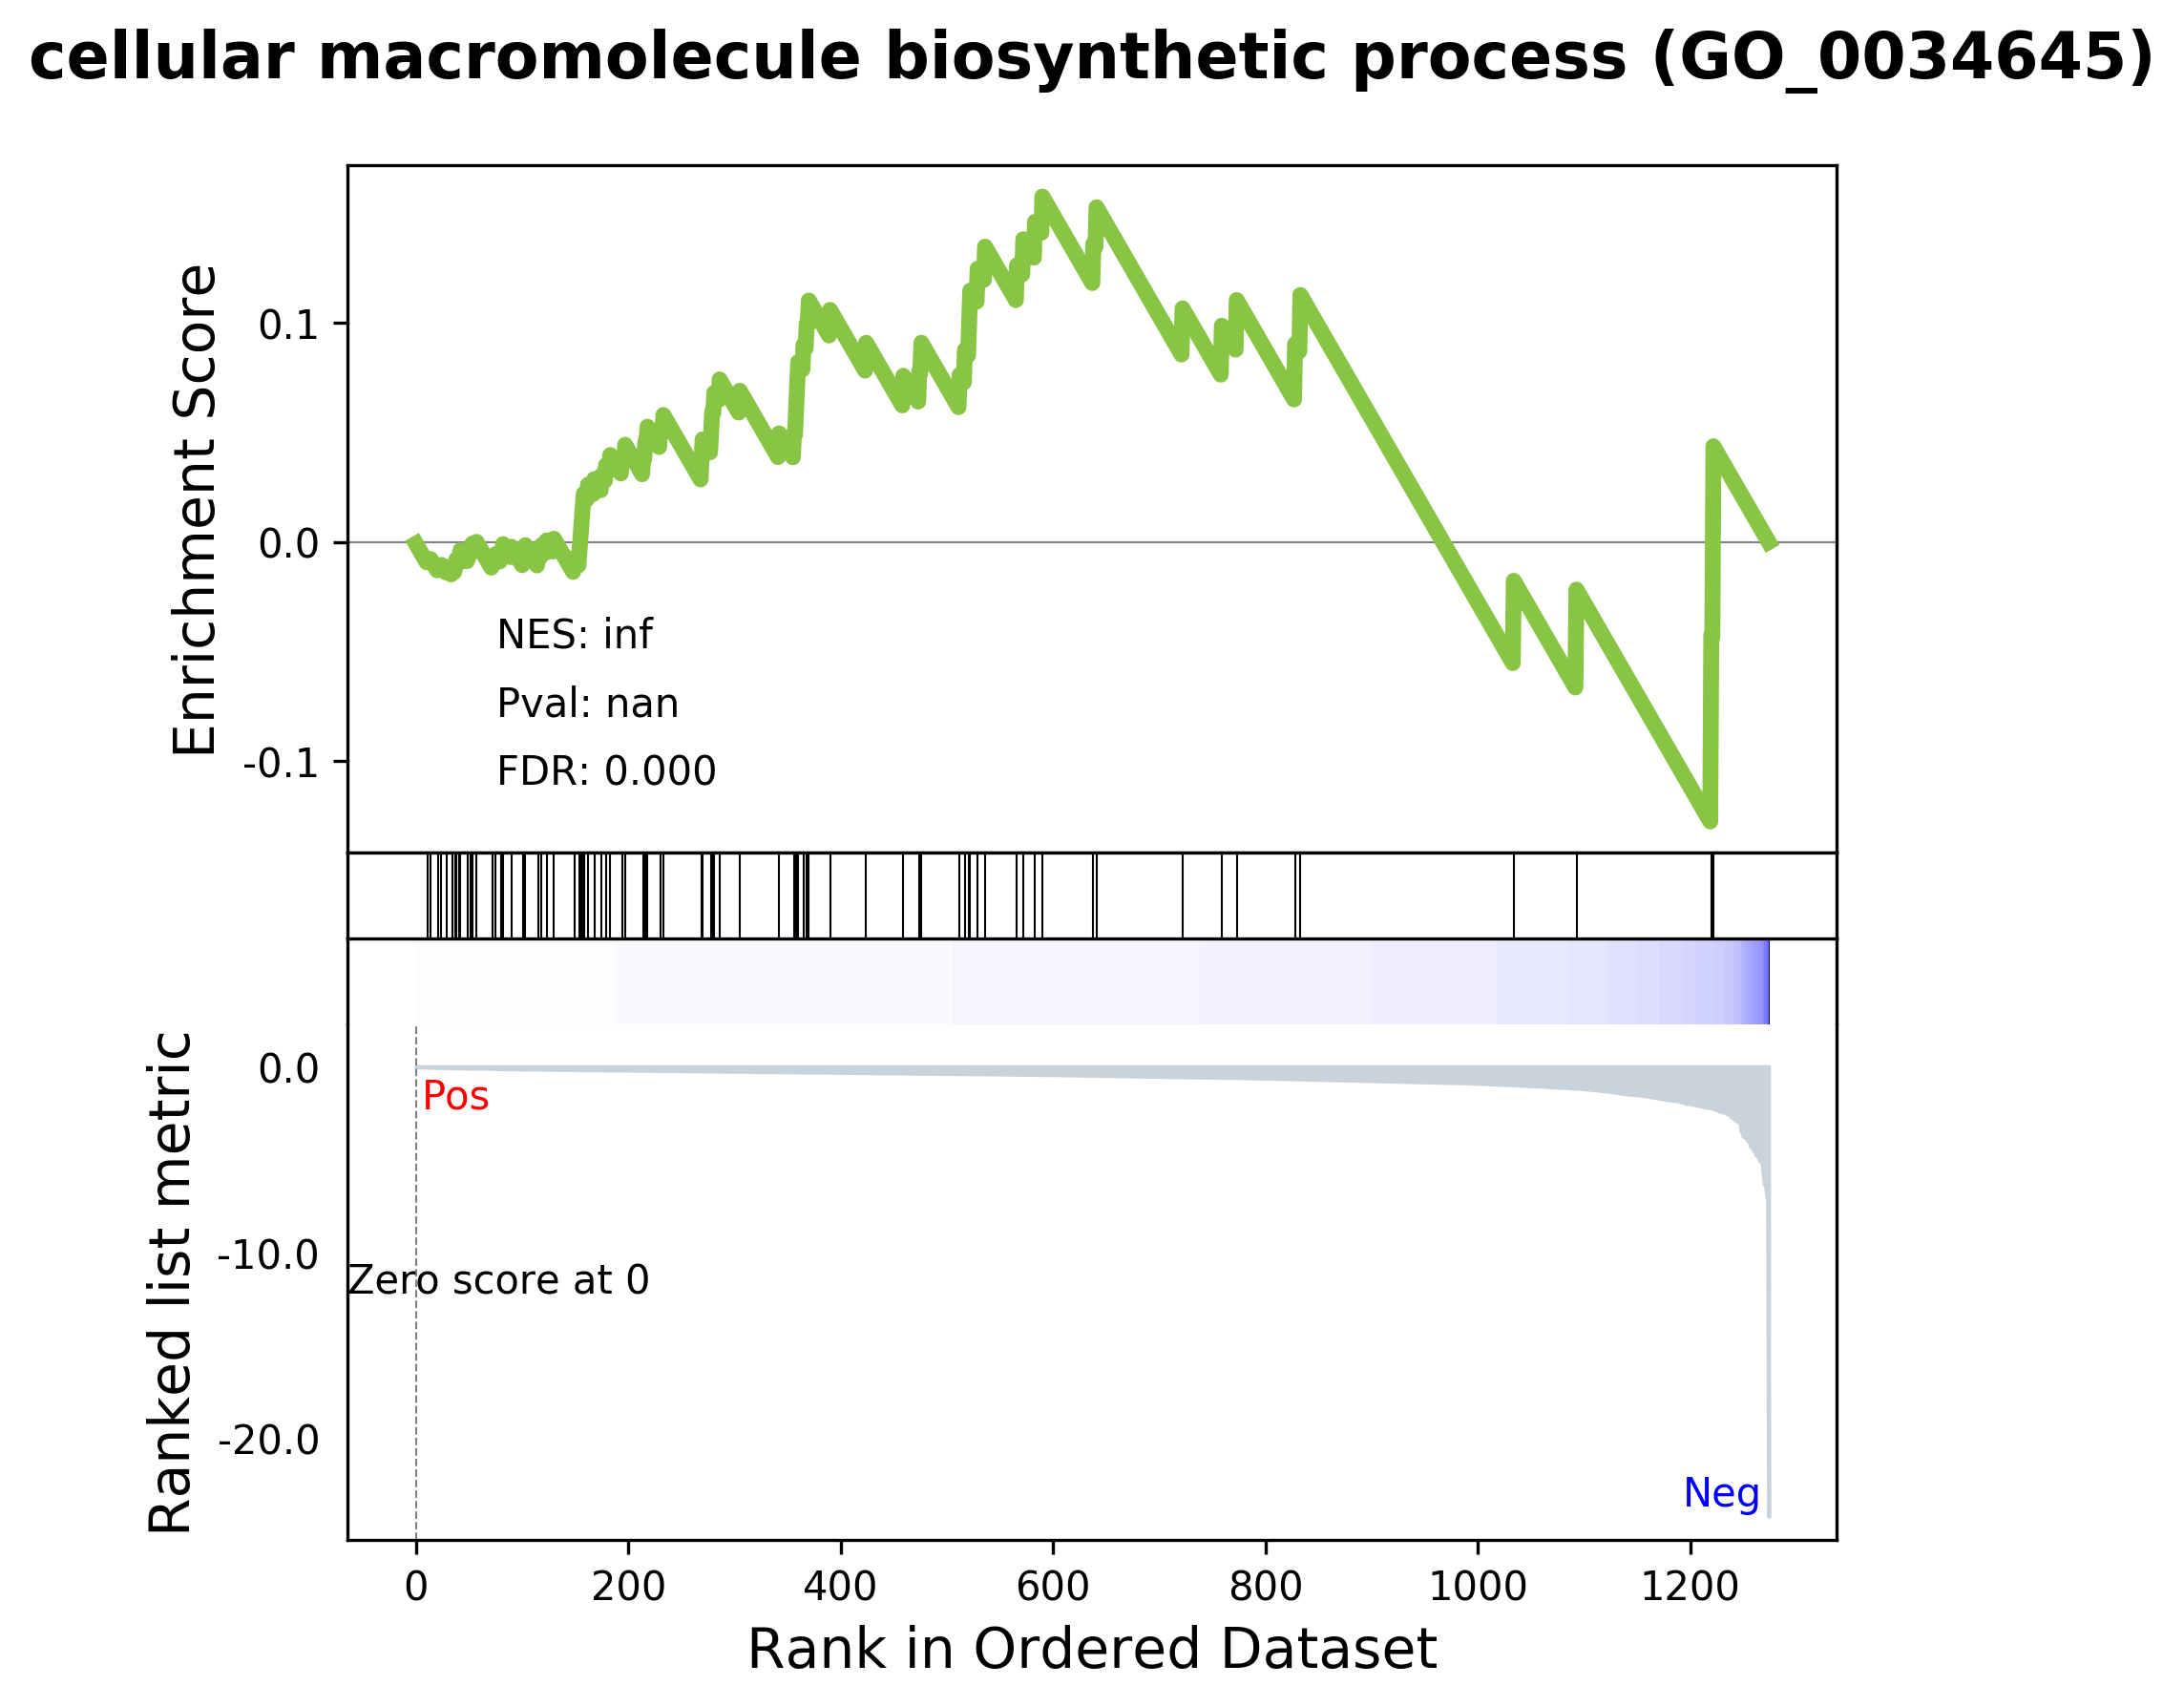 cellular macromolecule biosynthetic process (GO_0034645)
Enrichment Score
0.1
0.0
-0.1
NES: inf
Pval: nan
FDR: 0.000
Ranked list metric
0.0
-10.0
-20.0
Pos
Zero score at 0
Neg
0 200 400 600 800 1000 1200
Rank in Ordered Dataset